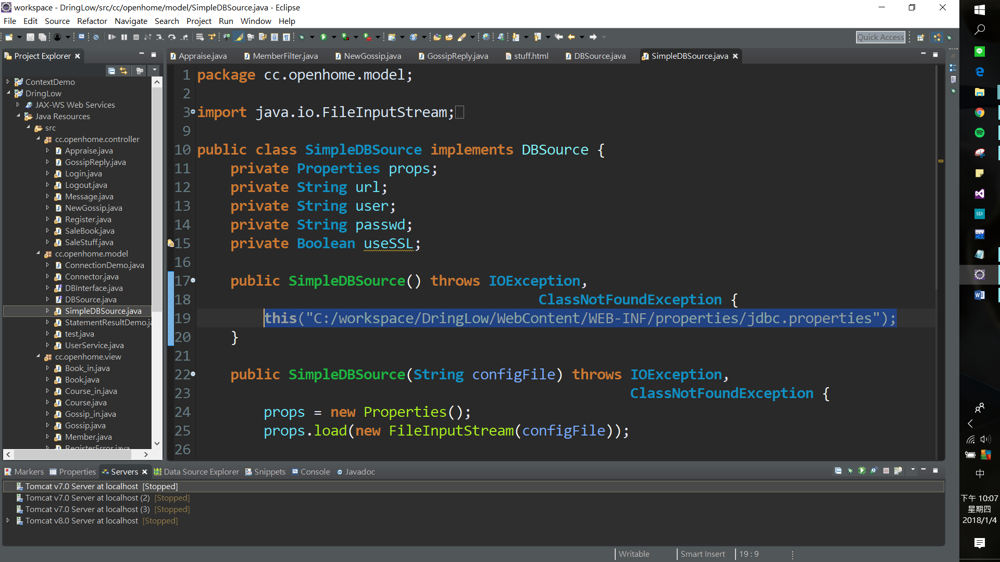 workspace - DringLow/src/cc/openhome/model/SimpleDBSource.java - Eclipse
File Edit Source Refactor Navigate Search Project Run Window Help
Quick Access
Project Explorer
Appraise.java MemberFilter.java NewGossip.java GossipReply.java stuff.html DBSource.java SimpleDBSource.java
ContextDemo
DringLow
JAX-WS Web Services
Java Resources
src
cc.openhome.controller
Appraise.java
GossipReply.java
Login.java
Logout.java
Message.java
NewGossip.java
Register.java
SaleBook.java
SaleStuff.java
cc.openhome.model
ConnectionDemo.java
Connector.java
DBInterface.java
DBSource.java
SimpleDBSource.java
StatementResultDemo.ja
test.java
UserService.java
cc.openhome.view
Book_in.java
Book.java
Course_in.java
Course.java
Gossip_in.java
Gossip.java
Member.java
RegisterError.java
1 package cc.openhome.model;
2
3 import java.io.FileInputStream;
9
10 public class SimpleDBSource implements DBSource {
11 private Properties props;
12 private String url;
13 private String user;
14 private String passwd;
15 private Boolean useSSL;
16
17 public SimpleDBSource() throws IOException,
18 ClassNotFoundException {
19 this("C:/workspace/DringLow/WebContent/WEB-INF/properties/jdbc.properties");
20 }
21
22 public SimpleDBSource(String configFile) throws IOException,
23 ClassNotFoundException {
24 props = new Properties();
25 props.load(new FileInputStream(configFile));
26
Markers Properties Servers Data Source Explorer Snippets Console Javadoc
Tomcat v7.0 Server at localhost [Stopped]
Tomcat v7.0 Server at localhost (2) [Stopped]
Tomcat v7.0 Server at localhost (3) [Stopped]
Tomcat v8.0 Server at localhost [Stopped]
Writable Smart Insert 19 : 9
SD
DEV
中
下午 10:07
星期四
2018/1/4